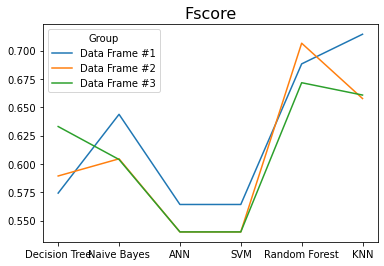 Fscore
Group
Data Frame #1
Data Frame #2
Data Frame #3
0.700
0.675
0.650
0.625
0.600
0.575
0.550
Decision Tree Naive Bayes ANN SVM Random Forest KNN